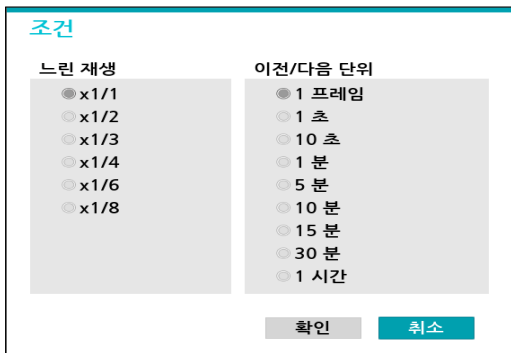 조건
느린 재생
x1/1
x1/2
x1/3
x1/4
x1/6
x1/8
이전/다음 단위
1 프레임
1 초
10 초
1 분
5 분
10 분
15 분
30 분
1 시간
확인
취소